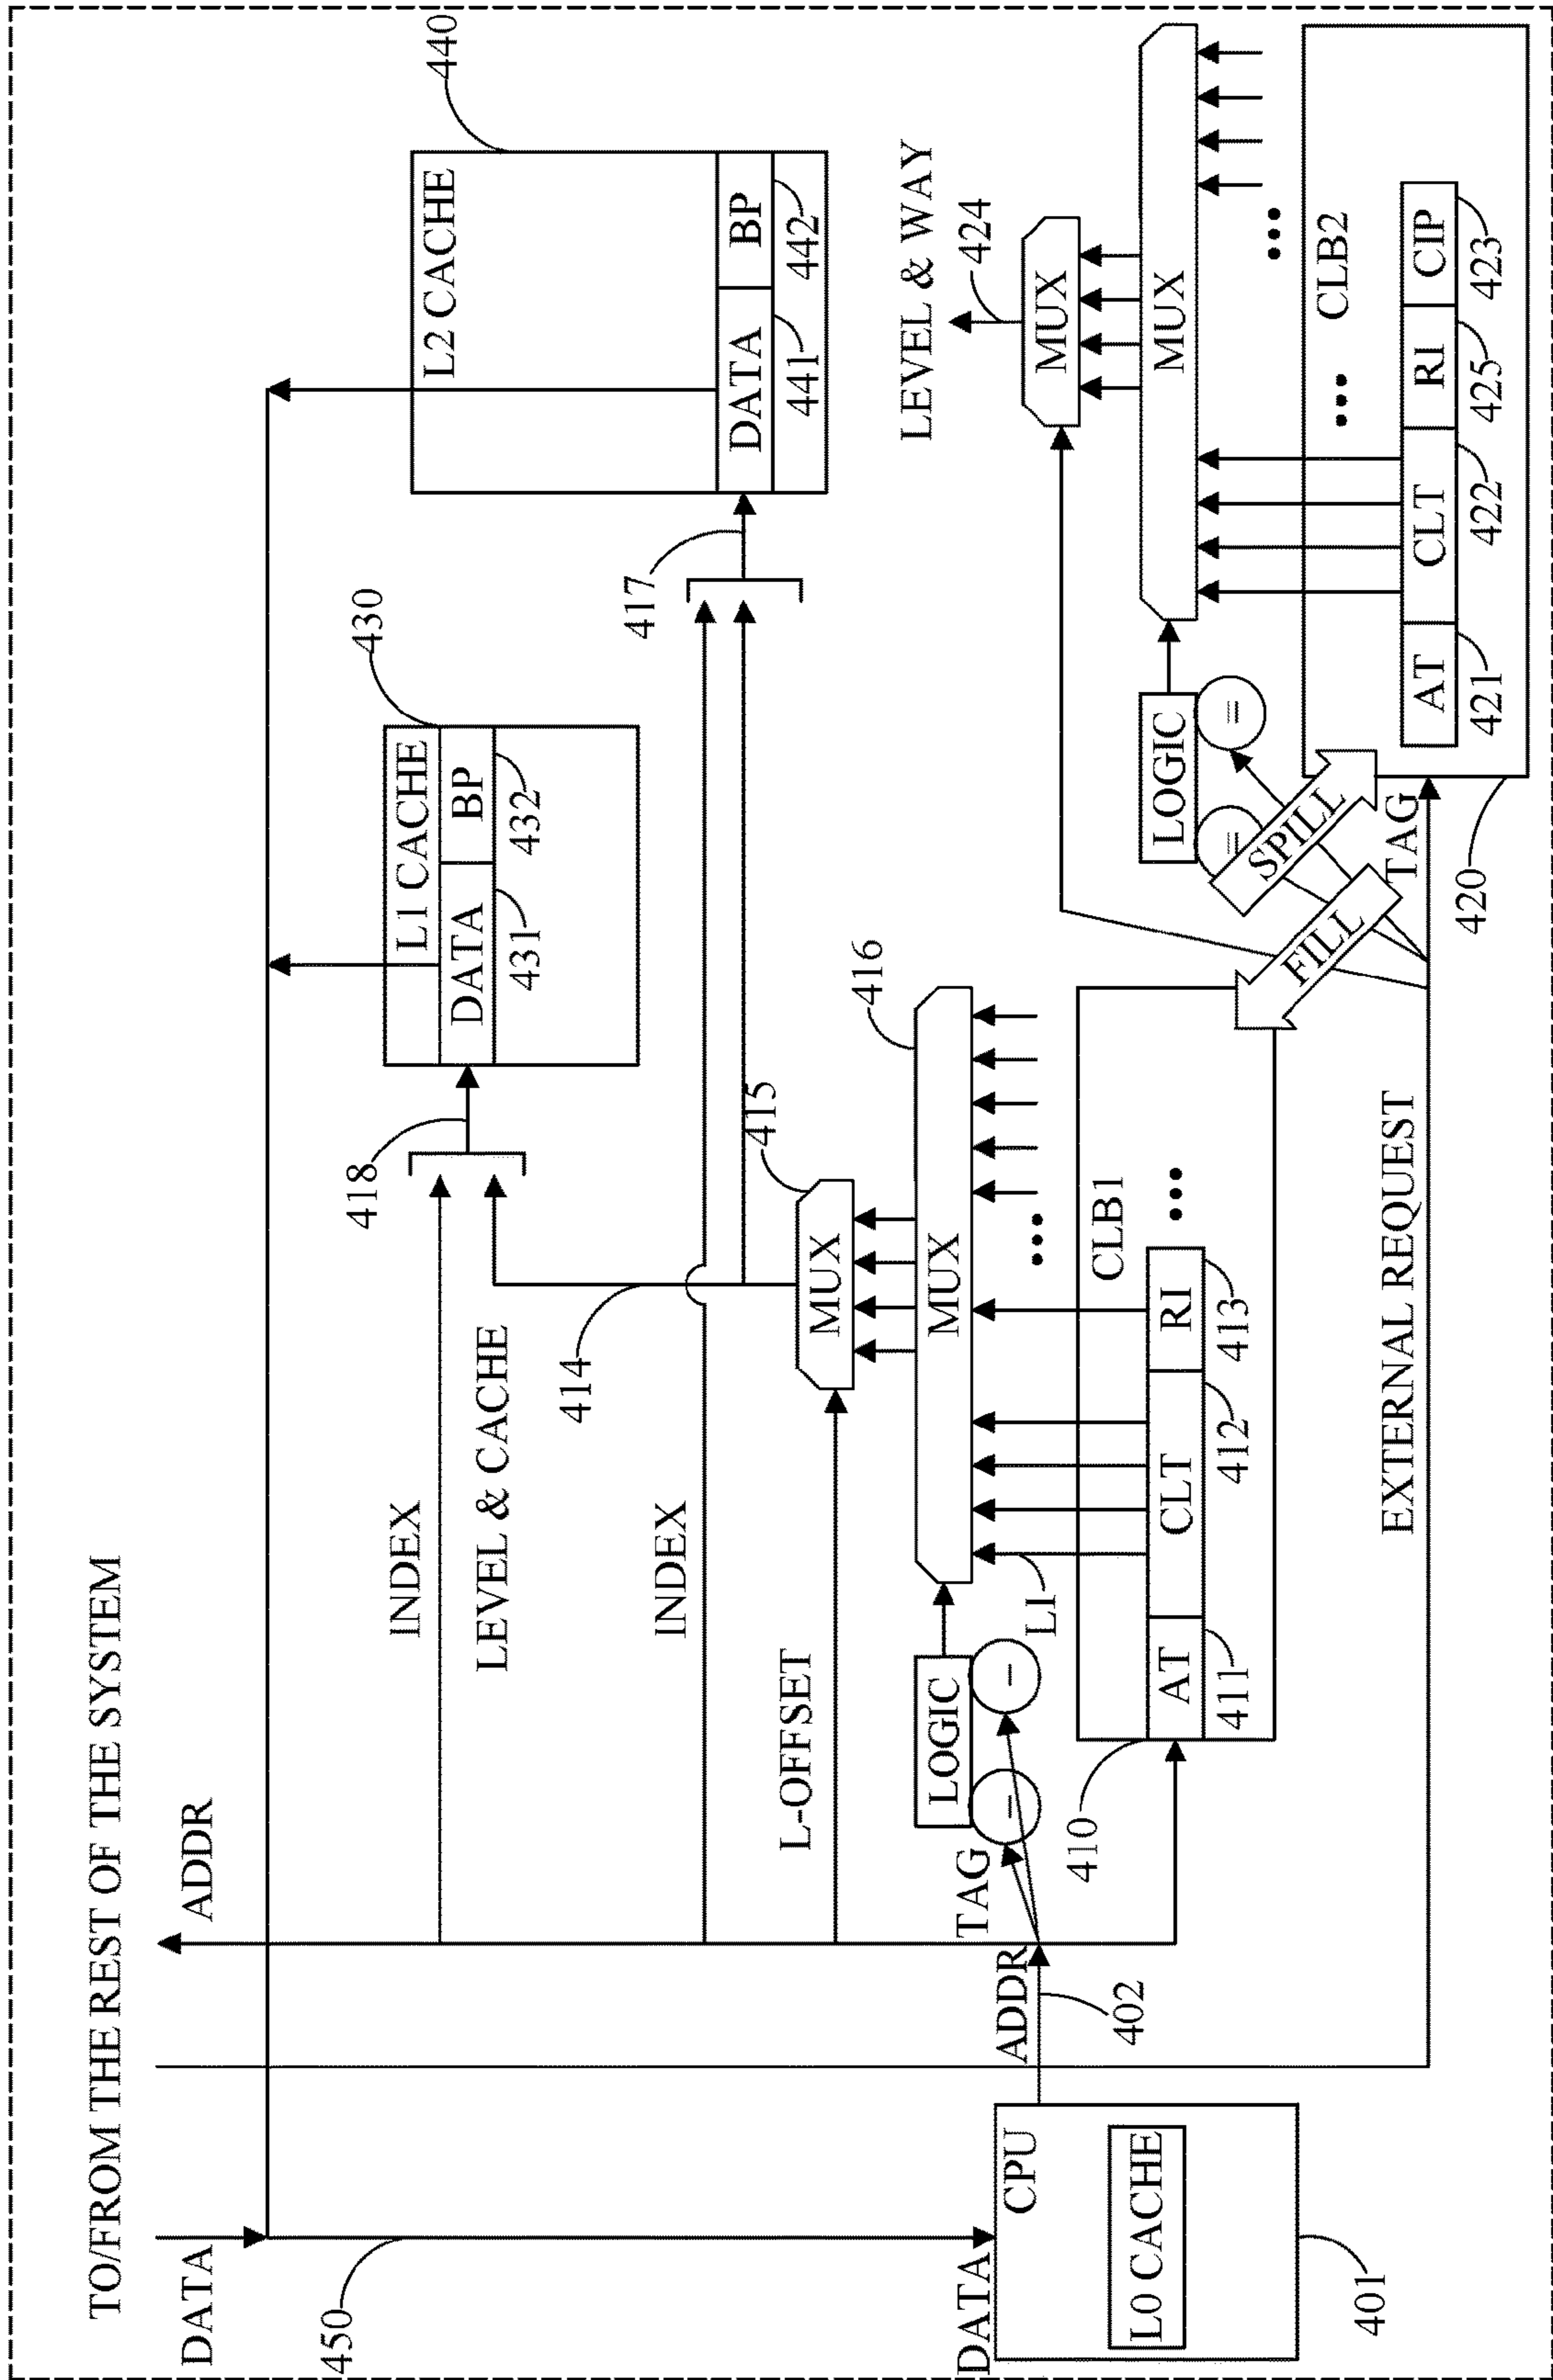 TO/FROM THE REST OF THE SYSTEM
DATA
ADDR
450
INDEX
418
L1 CACHE
430
DATA
BP
431
432
L2 CACHE
440
LEVEL & CACHE
414
INDEX
417
DATA
BP
441
442
L-OFFSET
MUX
415
416
LOGIC
MUX
TAG
=
LI
CLB1
•••
•••
410
AT
CLT
RI
411
412
413
DATA
CPU
L0 CACHE
401
ADDR
402
LEVEL & WAY
424
MUX
LOGIC
MUX
=
=
SPILL
FILL
•••
CLB2
•••
AT
CLT
RI
CIP
421
422
425
423
TAG
420
EXTERNAL REQUEST